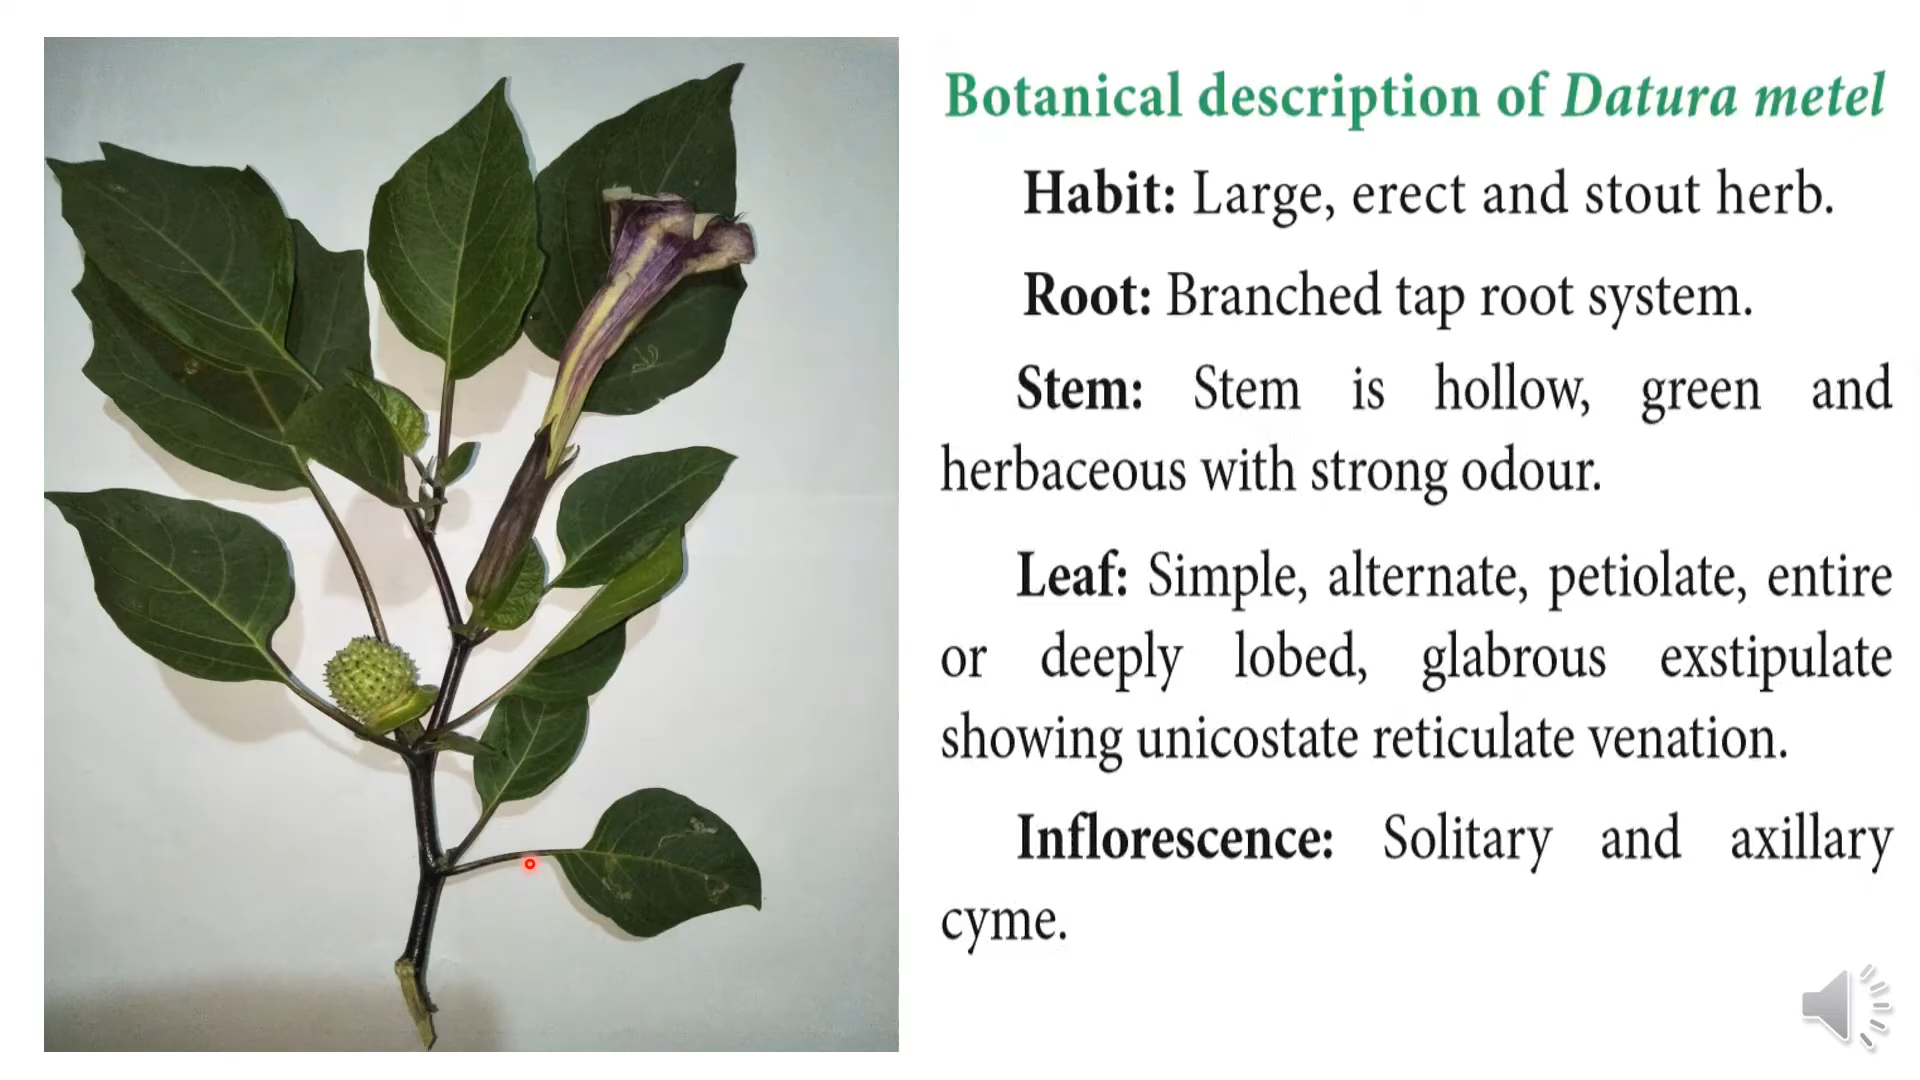 Botanical description of Datura metel
Habit: Large, erect and stout herb.
Root: Branched tap root system.
Stem: Stem is hollow, green and
herbaceous with strong odour.
Leaf: Simple, alternate, petiolate, entire
or deeply lobed, glabrous exstipulate
showing unicostate reticulate venation.
Inflorescence: Solitary and axillary
cyme.